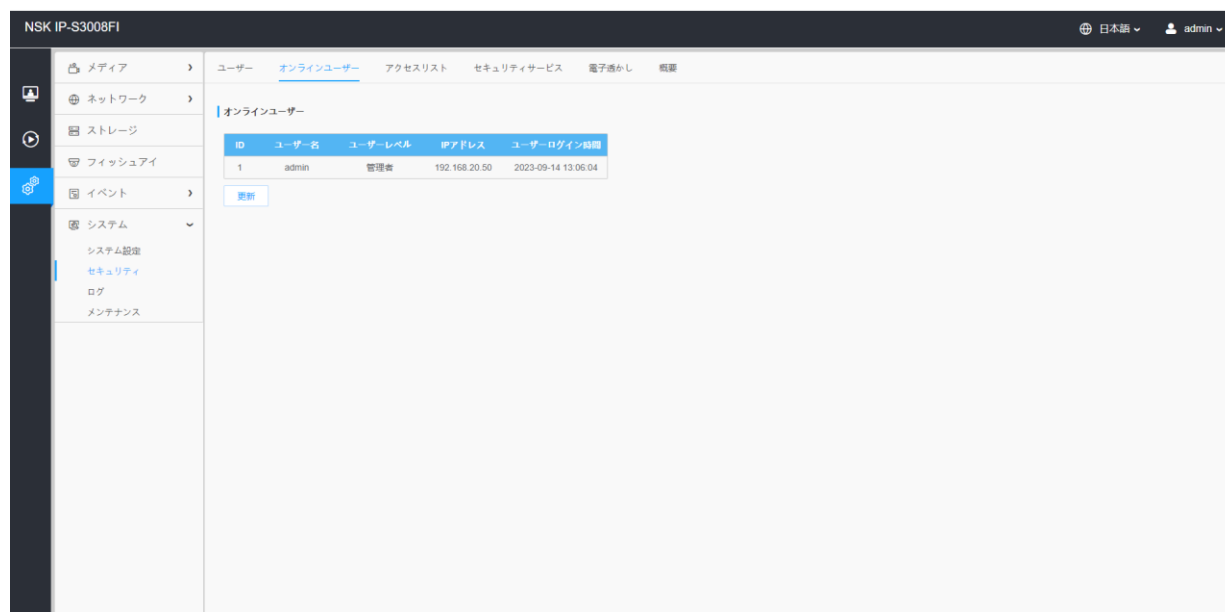 NSK IP-S3008FI
日本語
admin
メディア
ネットワーク
ストレージ
フィッシュアイ
イベント
システム
システム設定
セキュリティ
ログ
メンテナンス
ユーザー オンラインユーザー アクセスリスト セキュリティサービス 電子透かし 概要
オンラインユーザー
ID ユーザー名 ユーザーレベル IPアドレス ユーザーログイン時間
1 admin 管理者 192.168.20.50 2023-09-14 13:06:04
更新